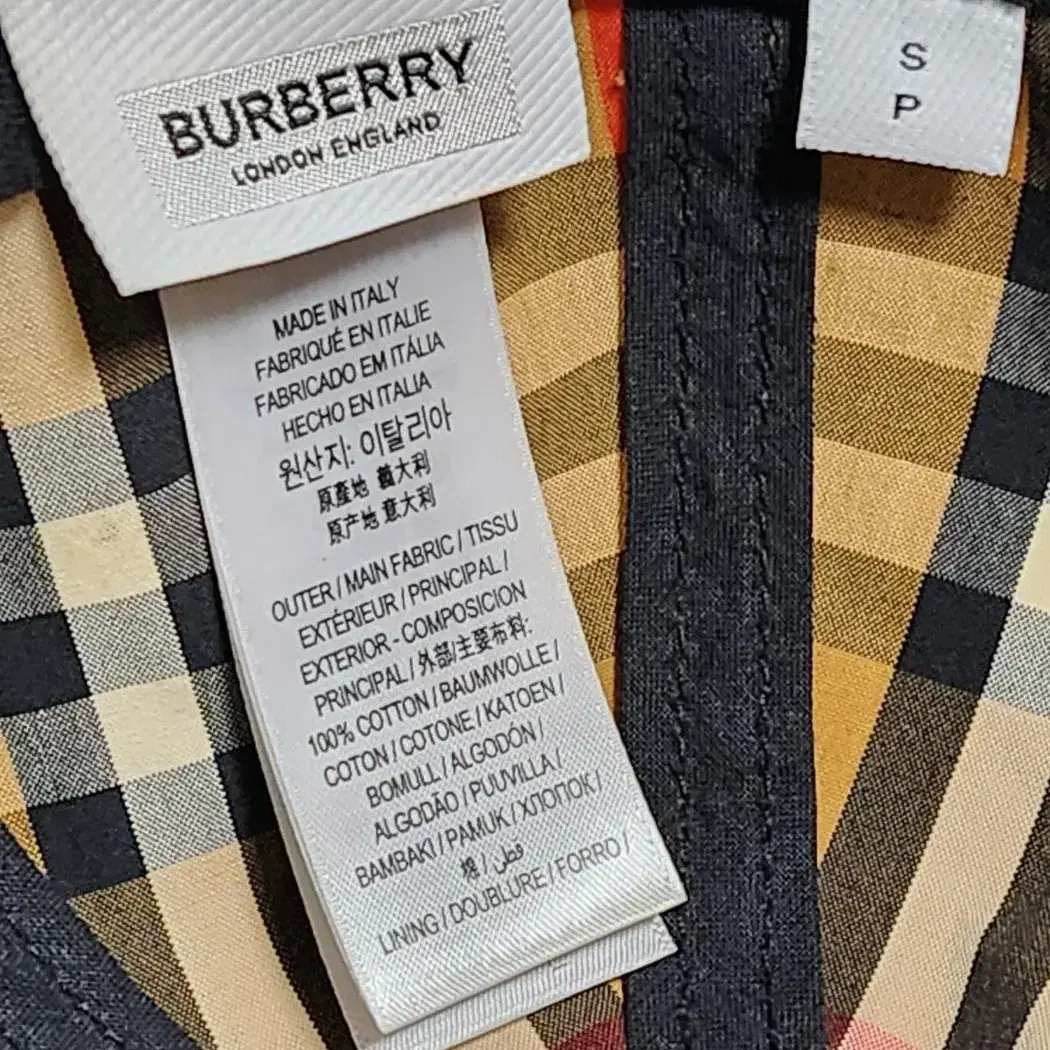 BURBERRY
LONDON ENGLAND
S
P
MADE IN ITALY
FABRIQUÉ EN ITALIE
FABRICADO EM ITÁLIA
HECHO EN ITALIA
원산지: 이탈리아
原產地 義大利
原产地 意大利
OUTER / MAIN FABRIC / TISSU
EXTÉRIEUR / PRINCIPAL /
EXTERIOR - COMPOSICION
PRINCIPAL / 外部/主要布料:
100% COTTON / BAUMWOLLE /
COTON / COTONE / KATOEN /
BOMULL / ALGODÓN /
ALGODÃO / PUUVILLA /
BAMBAKI / PAMUK / ХЛОПОК /
棉 / قطن /
LINING / DOUBLURE / FORRO /